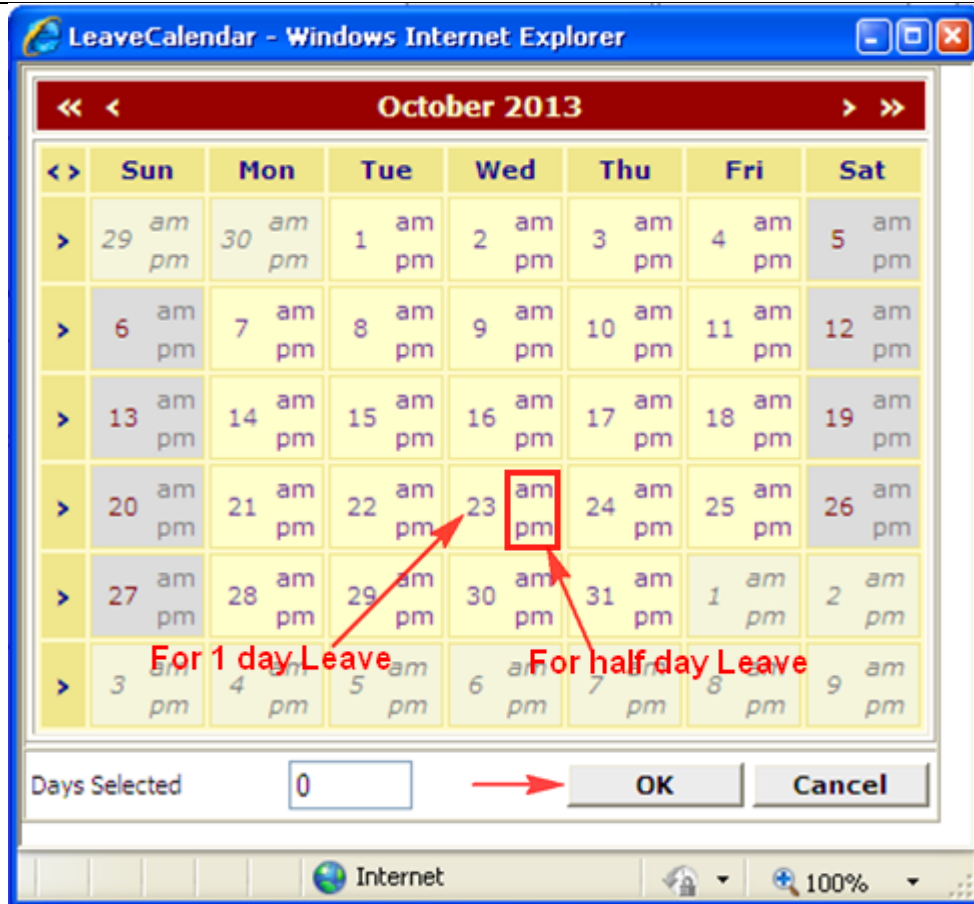 LeaveCalendar - Windows Internet Explorer
« < October 2013 > »
< > Sun Mon Tue Wed Thu Fri Sat
> 29 am pm 30 am pm 1 am pm 2 am pm 3 am pm 4 am pm 5 am pm
> 6 am pm 7 am pm 8 am pm 9 am pm 10 am pm 11 am pm 12 am pm
> 13 am pm 14 am pm 15 am pm 16 am pm 17 am pm 18 am pm 19 am pm
> 20 am pm 21 am pm 22 am pm 23 am pm 24 am pm 25 am pm 26 am pm
> 27 am pm 28 am pm 29 am pm 30 am pm 31 am pm 1 am pm 2 am pm
For 1 day Leave For half day Leave
> 3 am pm 4 am pm 5 am pm 6 am pm 7 am pm 8 am pm 9 am pm
Days Selected 0 OK Cancel
Internet 100%